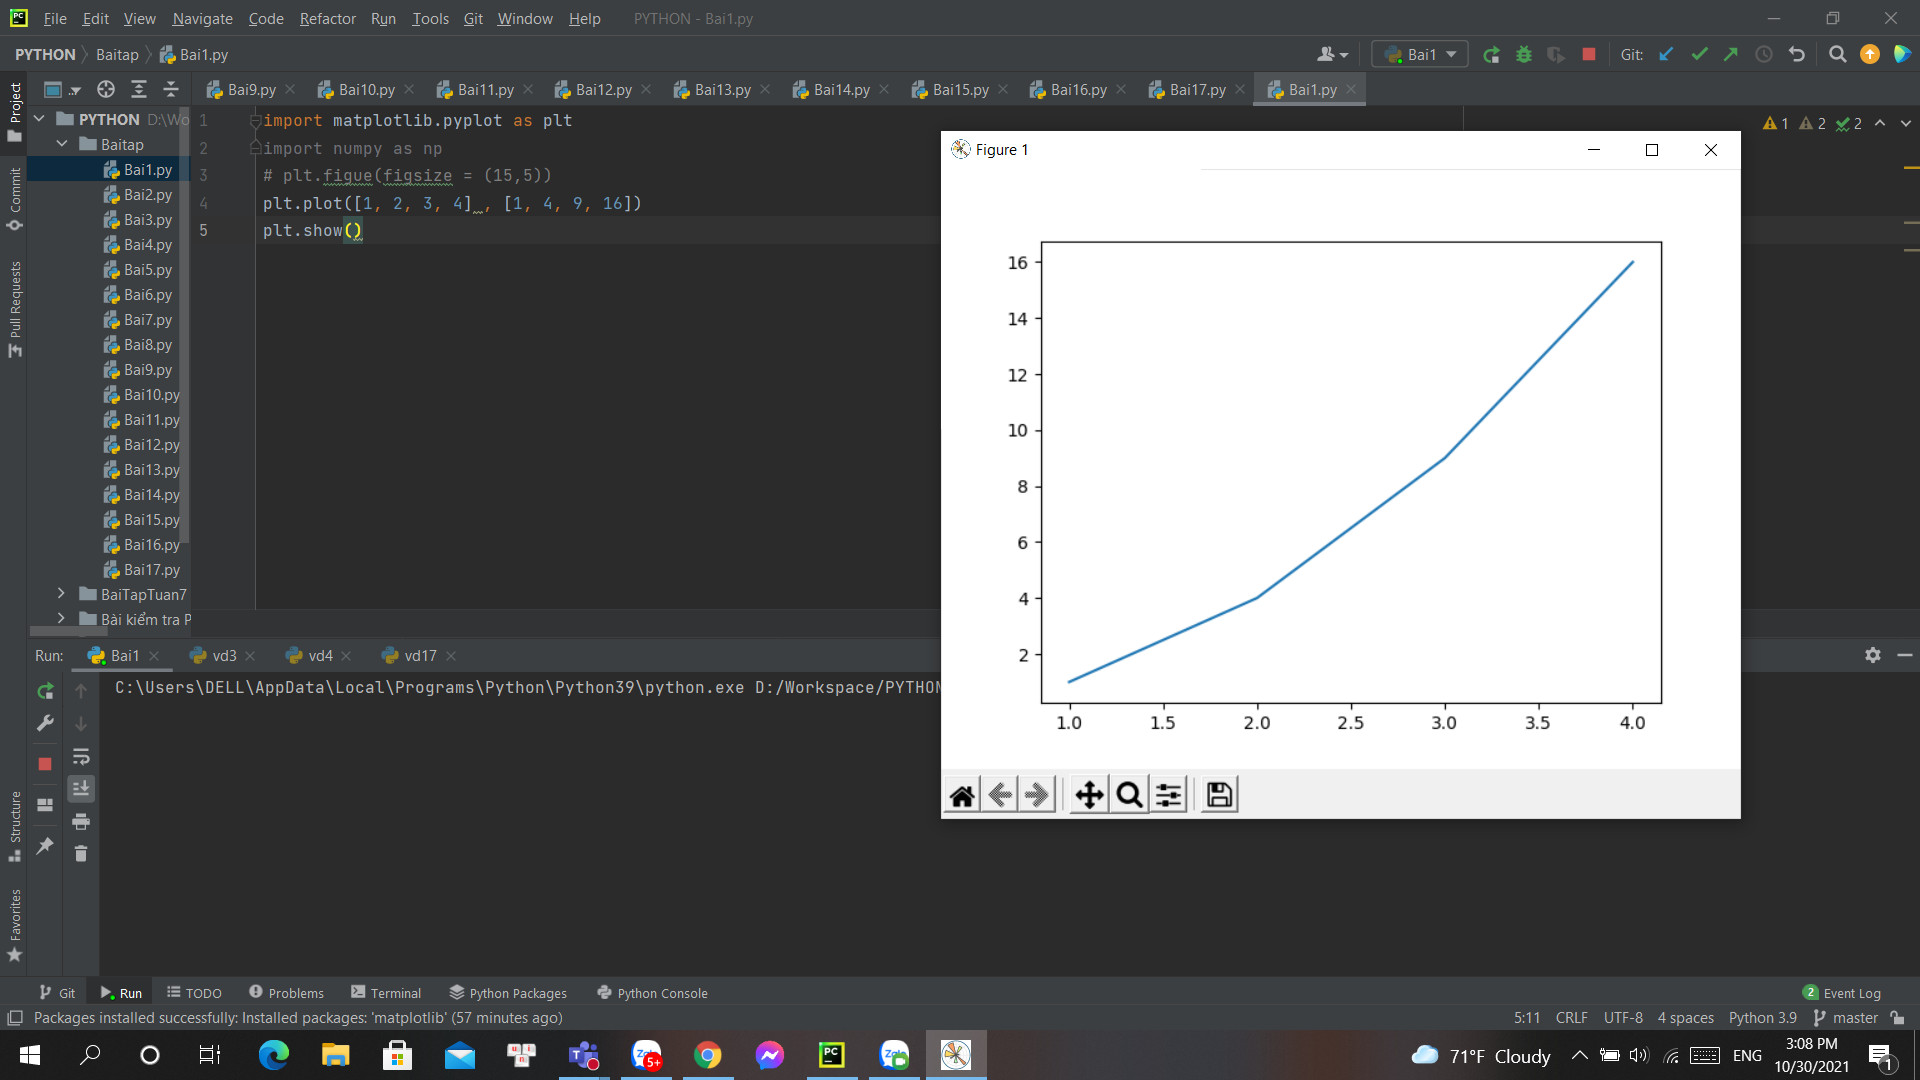 File Edit View Navigate Code Refactor Run Tools Git Window Help PYTHON - Bai1.py
PYTHON Baitap Bai1.py Bai1 Git:
Bai9.py Bai10.py Bai11.py Bai12.py Bai13.py Bai14.py Bai15.py Bai16.py Bai17.py Bai1.py
Project
Commit
Pull Requests
Structure
Favorites
PYTHON D:\Wo
Baitap
Bai1.py
Bai2.py
Bai3.py
Bai4.py
Bai5.py
Bai6.py
Bai7.py
Bai8.py
Bai9.py
Bai10.py
Bai11.py
Bai12.py
Bai13.py
Bai14.py
Bai15.py
Bai16.py
Bai17.py
BaiTapTuan7
Bài kiểm tra P
1 import matplotlib.pyplot as plt
2 import numpy as np
3 # plt.figue(figsize = (15,5))
4 plt.plot([1, 2, 3, 4] , [1, 4, 9, 16])
5 plt.show()
1 2 2
Figure 1
16
14
12
10
8
6
4
2
1.0 1.5 2.0 2.5 3.0 3.5 4.0
Run: Bai1 vd3 vd4 vd17
C:\Users\DELL\AppData\Local\Programs\Python\Python39\python.exe D:/Workspace/PYTHON
Git Run TODO Problems Terminal Python Packages Python Console 2 Event Log
Packages installed successfully: Installed packages: 'matplotlib' (57 minutes ago) 5:11 CRLF UTF-8 4 spaces Python 3.9 master
5+ 71°F Cloudy ENG 3:08 PM
10/30/2021 1